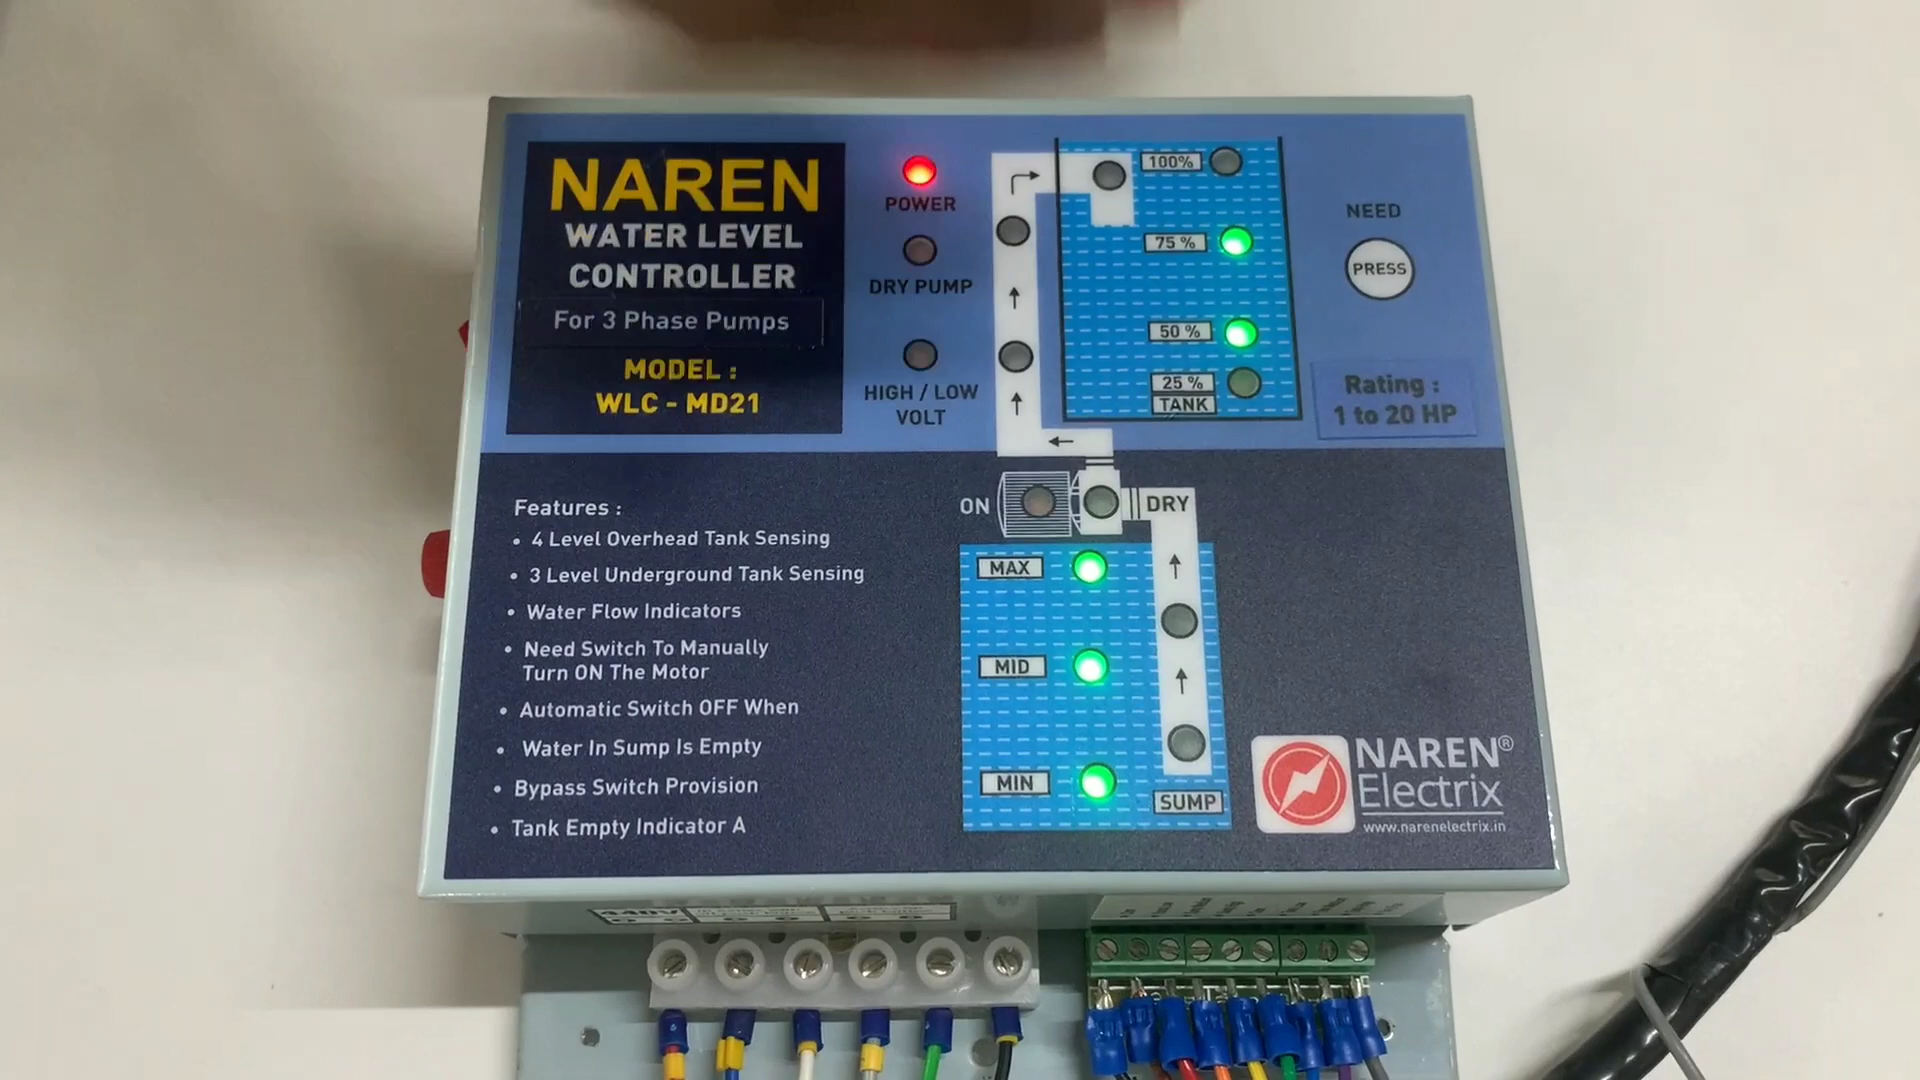 NAREN
WATER LEVEL
CONTROLLER
For 3 Phase Pumps
MODEL :
WLC - MD21
POWER
DRY PUMP
HIGH / LOW
VOLT
100%
75 %
50 %
25 %
TANK
NEED
PRESS
Rating :
1 to 20 HP
Features :
• 4 Level Overhead Tank Sensing
• 3 Level Underground Tank Sensing
• Water Flow Indicators
• Need Switch To Manually
Turn ON The Motor
• Automatic Switch OFF When
• Water In Sump Is Empty
• Bypass Switch Provision
• Tank Empty Indicator A
ON
DRY
MAX
MID
MIN
SUMP
NAREN®
Electrix
www.narenelectrix.in
440V